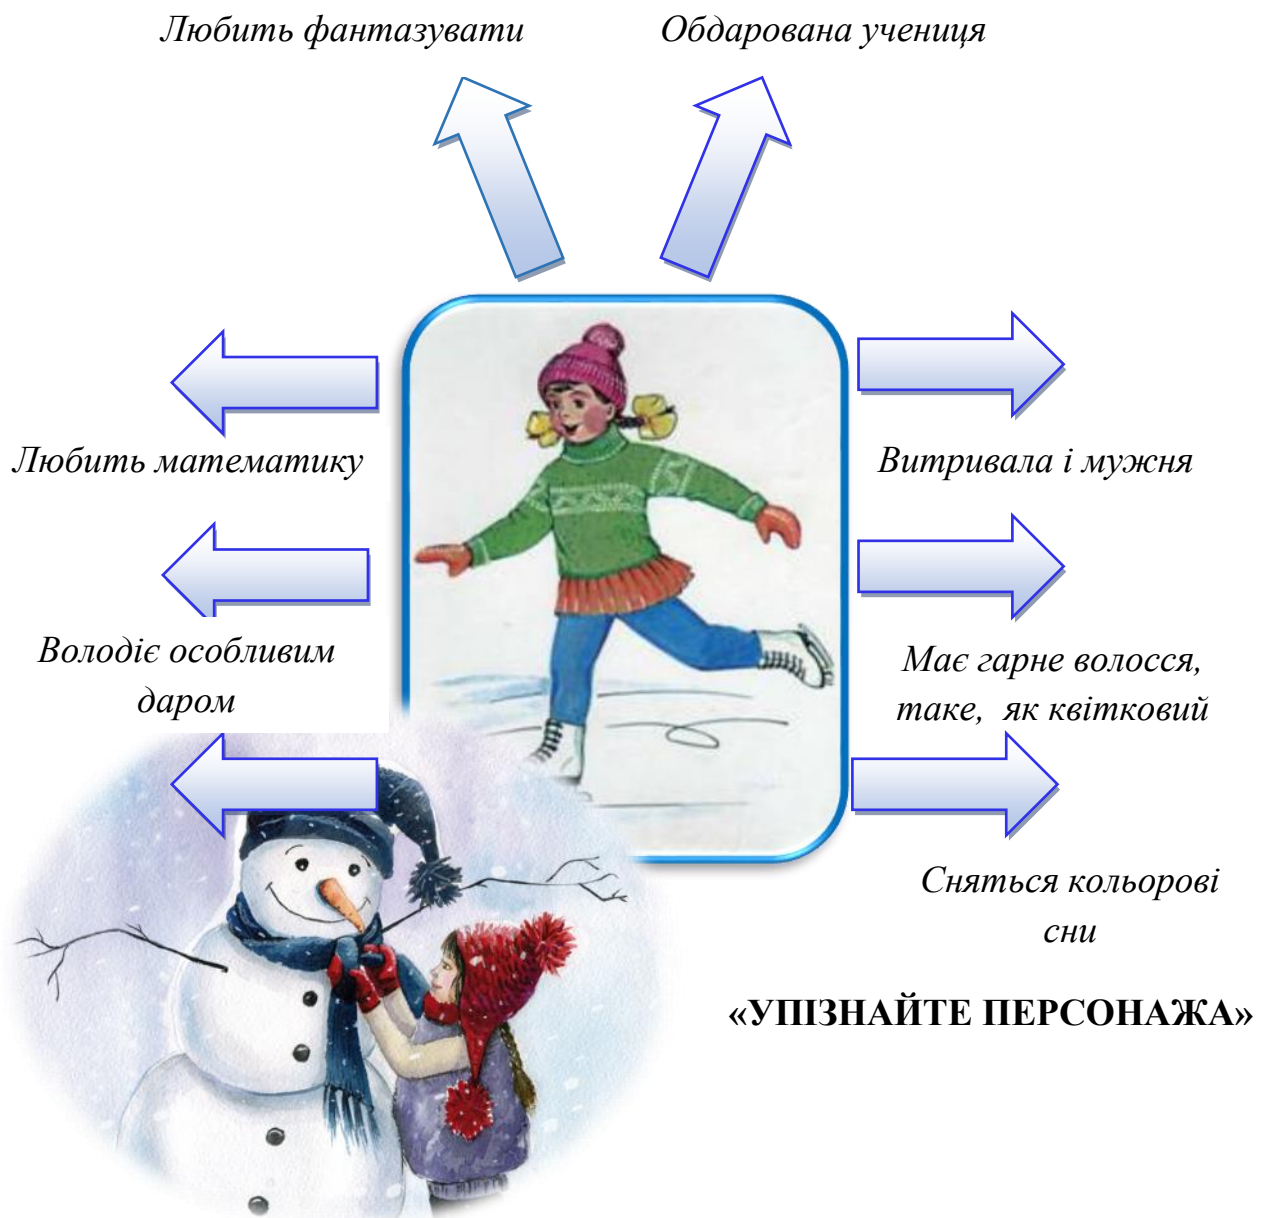 Любить фантазувати
Обдарована учениця
Любить математику
Витривала і мужня
Володіє особливим
даром
Має гарне волосся,
таке, як квітковий
Сняться кольорові
сни
«УПІЗНАЙТЕ ПЕРСОНАЖА»